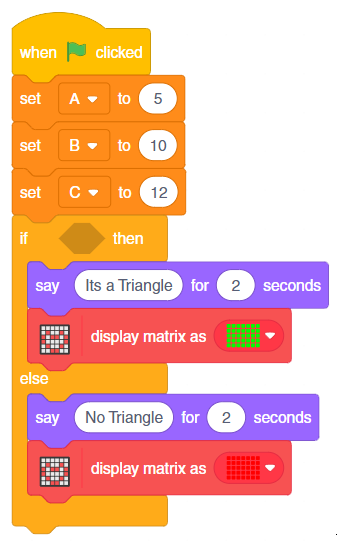 when clicked
set A to 5
set B to 10
set C to 12
if then
say Its a Triangle for 2 seconds
display matrix as
else
say No Triangle for 2 seconds
display matrix as